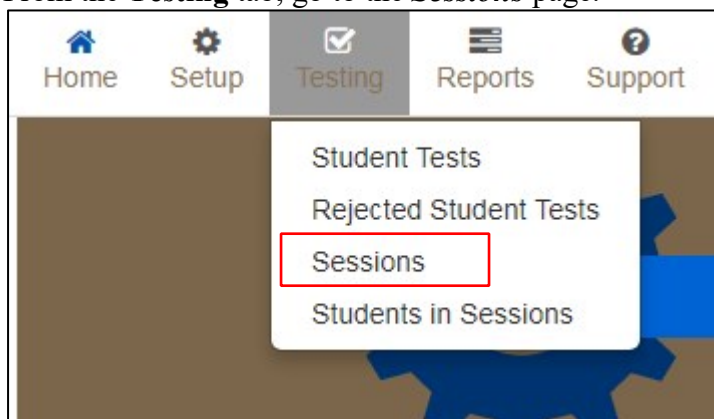 From the Testing tab, go to the Sessions page.
Home Setup Testing Reports Support
Student Tests
Rejected Student Tests
Sessions
Students in Sessions